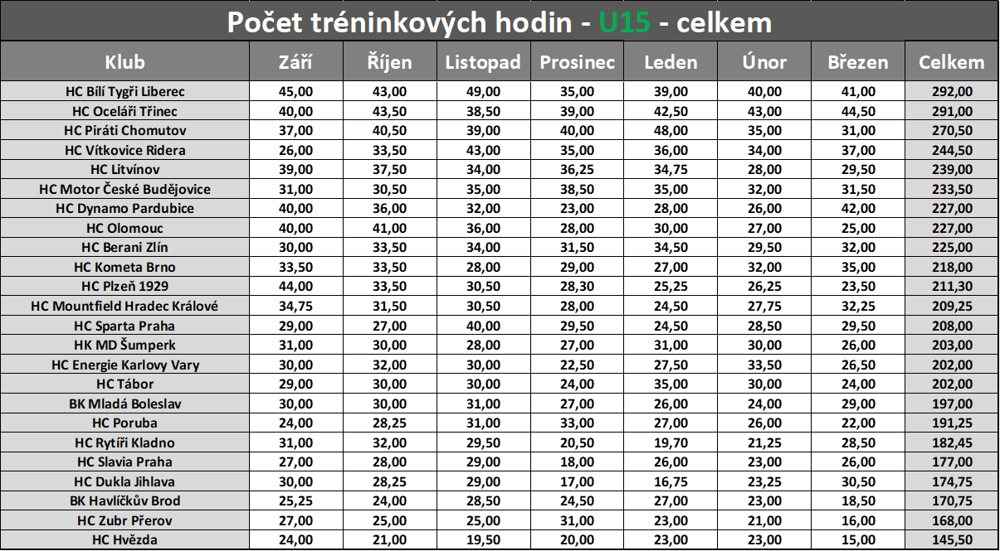 Počet tréninkových hodin - U15 - celkem
Klub Září Říjen Listopad Prosinec Leden Únor Březen Celkem
HC Bílí Tygři Liberec 45,00 43,00 49,00 35,00 39,00 40,00 41,00 292,00
HC Oceláři Třinec 40,00 43,50 38,50 39,00 42,50 43,00 44,50 291,00
HC Piráti Chomutov 37,00 40,50 39,00 40,00 48,00 35,00 31,00 270,50
HC Vítkovice Ridera 26,00 33,50 43,00 35,00 36,00 34,00 37,00 244,50
HC Litvínov 39,00 37,50 34,00 36,25 34,75 28,00 29,50 239,00
HC Motor České Budějovice 31,00 30,50 35,00 38,50 35,00 32,00 31,50 233,50
HC Dynamo Pardubice 40,00 36,00 32,00 23,00 28,00 26,00 42,00 227,00
HC Olomouc 40,00 41,00 36,00 28,00 30,00 27,00 25,00 227,00
HC Berani Zlín 30,00 33,50 34,00 31,50 34,50 29,50 32,00 225,00
HC Kometa Brno 33,50 33,50 28,00 29,00 27,00 32,00 35,00 218,00
HC Plzeň 1929 44,00 33,50 30,50 28,30 25,25 26,25 23,50 211,30
HC Mountfield Hradec Králové 34,75 31,50 30,50 28,00 24,50 27,75 32,25 209,25
HC Sparta Praha 29,00 27,00 40,00 29,50 24,50 28,50 29,50 208,00
HK MD Šumperk 31,00 30,00 28,00 27,00 31,00 30,00 26,00 203,00
HC Energie Karlovy Vary 30,00 32,00 30,00 22,50 27,50 33,50 26,50 202,00
HC Tábor 29,00 30,00 30,00 24,00 35,00 30,00 24,00 202,00
BK Mladá Boleslav 30,00 30,00 31,00 27,00 26,00 24,00 29,00 197,00
HC Poruba 24,00 28,25 31,00 33,00 27,00 26,00 22,00 191,25
HC Rytíři Kladno 31,00 32,00 29,50 20,50 19,70 21,25 28,50 182,45
HC Slavia Praha 27,00 28,00 29,00 18,00 26,00 23,00 26,00 177,00
HC Dukla Jihlava 30,00 28,25 29,00 17,00 16,75 23,25 30,50 174,75
BK Havlíčkův Brod 25,25 24,00 28,50 24,50 27,00 23,00 18,50 170,75
HC Zubr Přerov 27,00 25,00 25,00 31,00 23,00 21,00 16,00 168,00
HC Hvězda 24,00 21,00 19,50 20,00 23,00 23,00 15,00 145,50